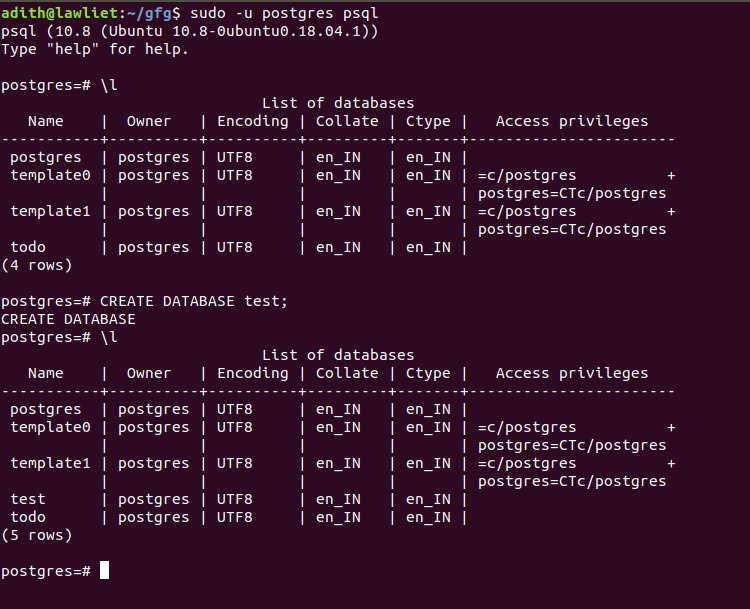 adith@lawliet:~/gfg$ sudo -u postgres psql
psql (10.8 (Ubuntu 10.8-0ubuntu0.18.04.1))
Type "help" for help.

postgres=# \l
                             List of databases
   Name    |  Owner   | Encoding | Collate | Ctype |   Access privileges
-----------+----------+----------+---------+-------+-----------------------
 postgres  | postgres | UTF8     | en_IN   | en_IN |
 template0 | postgres | UTF8     | en_IN   | en_IN | =c/postgres          +
           |          |          |         |       | postgres=CTc/postgres
 template1 | postgres | UTF8     | en_IN   | en_IN | =c/postgres          +
           |          |          |         |       | postgres=CTc/postgres
 todo      | postgres | UTF8     | en_IN   | en_IN |
(4 rows)

postgres=# CREATE DATABASE test;
CREATE DATABASE
postgres=# \l
                             List of databases
   Name    |  Owner   | Encoding | Collate | Ctype |   Access privileges
-----------+----------+----------+---------+-------+-----------------------
 postgres  | postgres | UTF8     | en_IN   | en_IN |
 template0 | postgres | UTF8     | en_IN   | en_IN | =c/postgres          +
           |          |          |         |       | postgres=CTc/postgres
 template1 | postgres | UTF8     | en_IN   | en_IN | =c/postgres          +
           |          |          |         |       | postgres=CTc/postgres
 test      | postgres | UTF8     | en_IN   | en_IN |
 todo      | postgres | UTF8     | en_IN   | en_IN |
(5 rows)

postgres=#